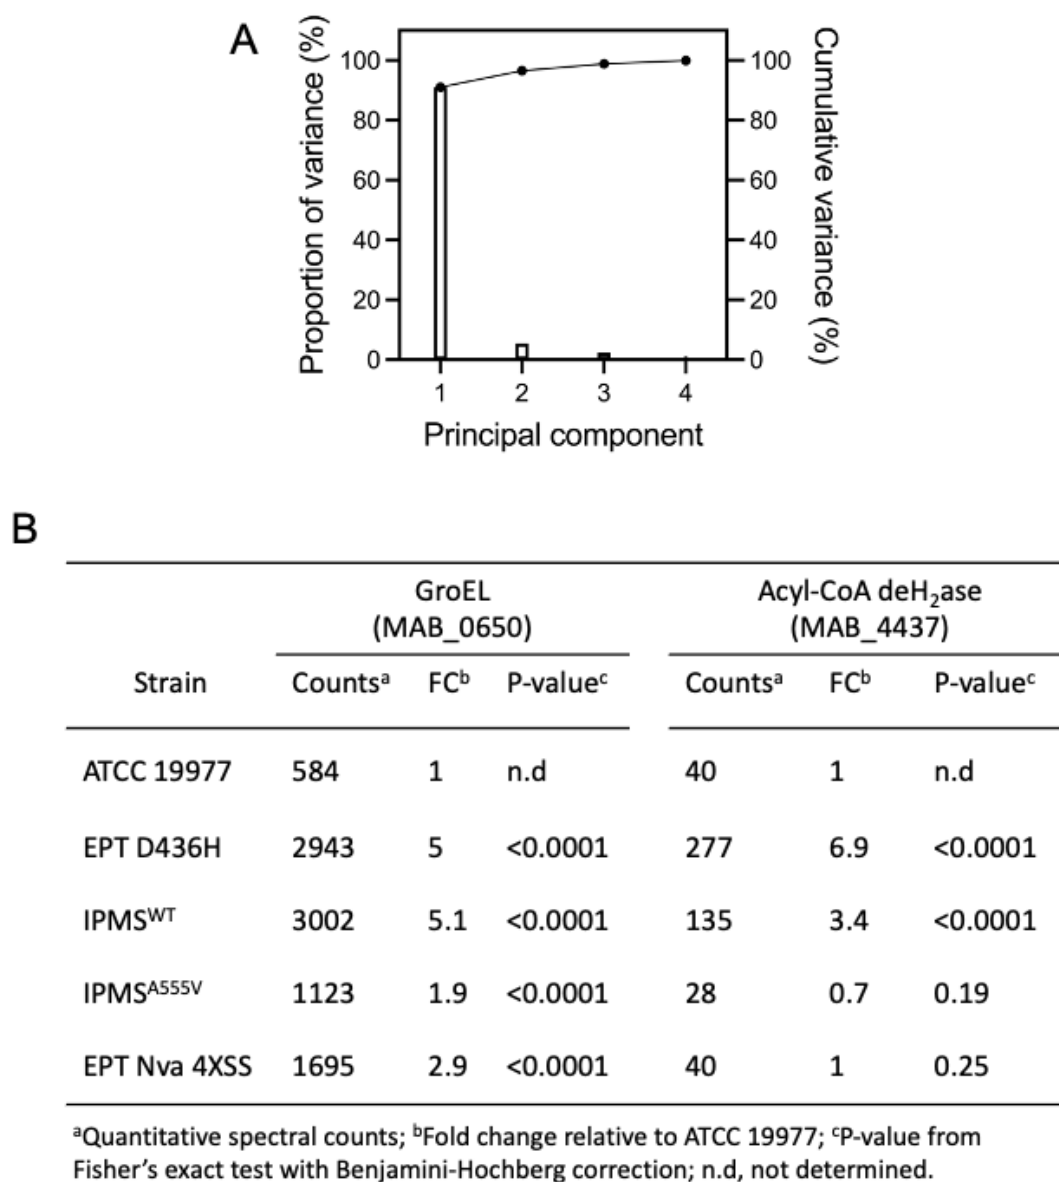 A
Proportion of variance (%)
100
80
60
40
20
0
100
80
60
40
20
0
Cumulative variance (%)
1 2 3 4
Principal component
B
GroEL Acyl-CoA deH₂ase
(MAB_0650) (MAB_4437)
Strain Countsᵃ FCᵇ P-valueᶜ Countsᵃ FCᵇ P-valueᶜ
ATCC 19977 584 1 n.d 40 1 n.d
EPT D436H 2943 5 <0.0001 277 6.9 <0.0001
IPMSᵂᵀ 3002 5.1 <0.0001 135 3.4 <0.0001
IPMS^A555V 1123 1.9 <0.0001 28 0.7 0.19
EPT Nva 4XSS 1695 2.9 <0.0001 40 1 0.25
ᵃQuantitative spectral counts; ᵇFold change relative to ATCC 19977; ᶜP-value from
Fisher's exact test with Benjamini-Hochberg correction; n.d, not determined.